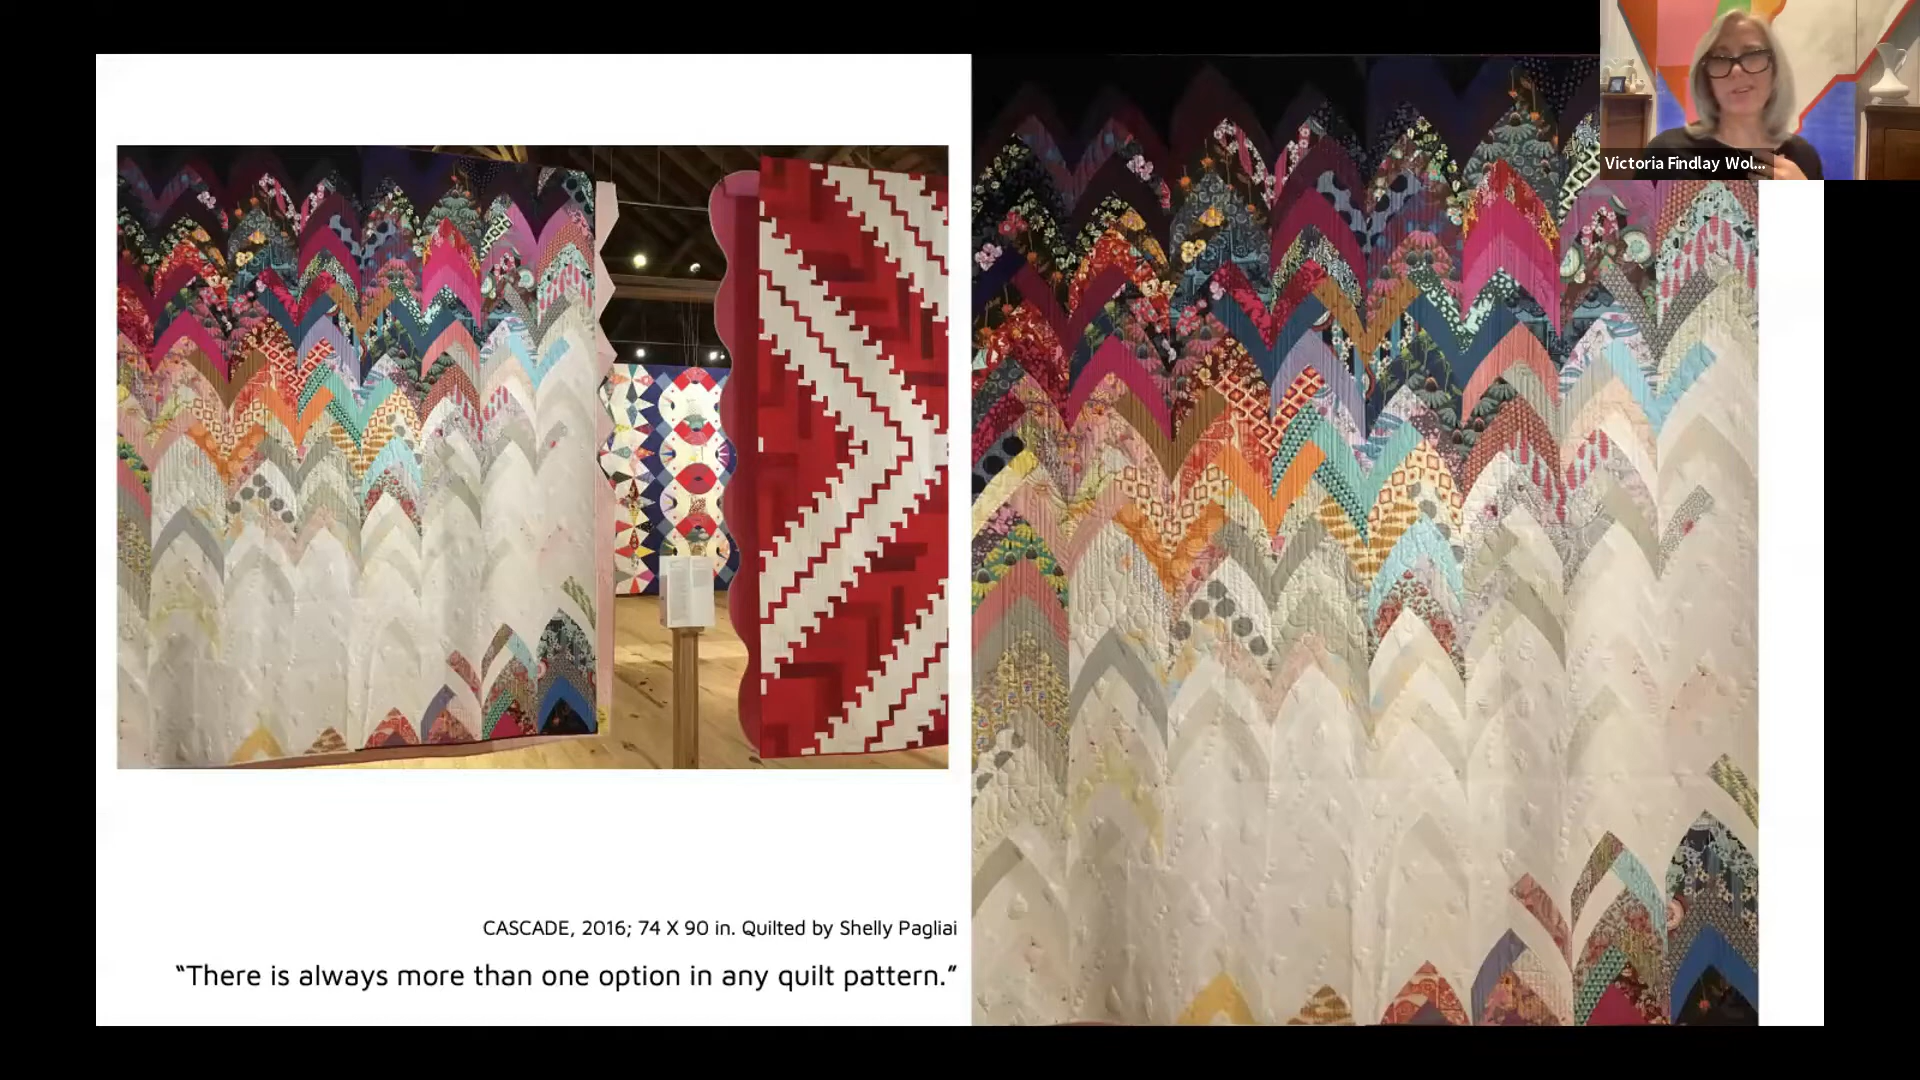 Victoria Findlay Wol...
CASCADE, 2016; 74 X 90 in. Quilted by Shelly Pagliai
“There is always more than one option in any quilt pattern.”